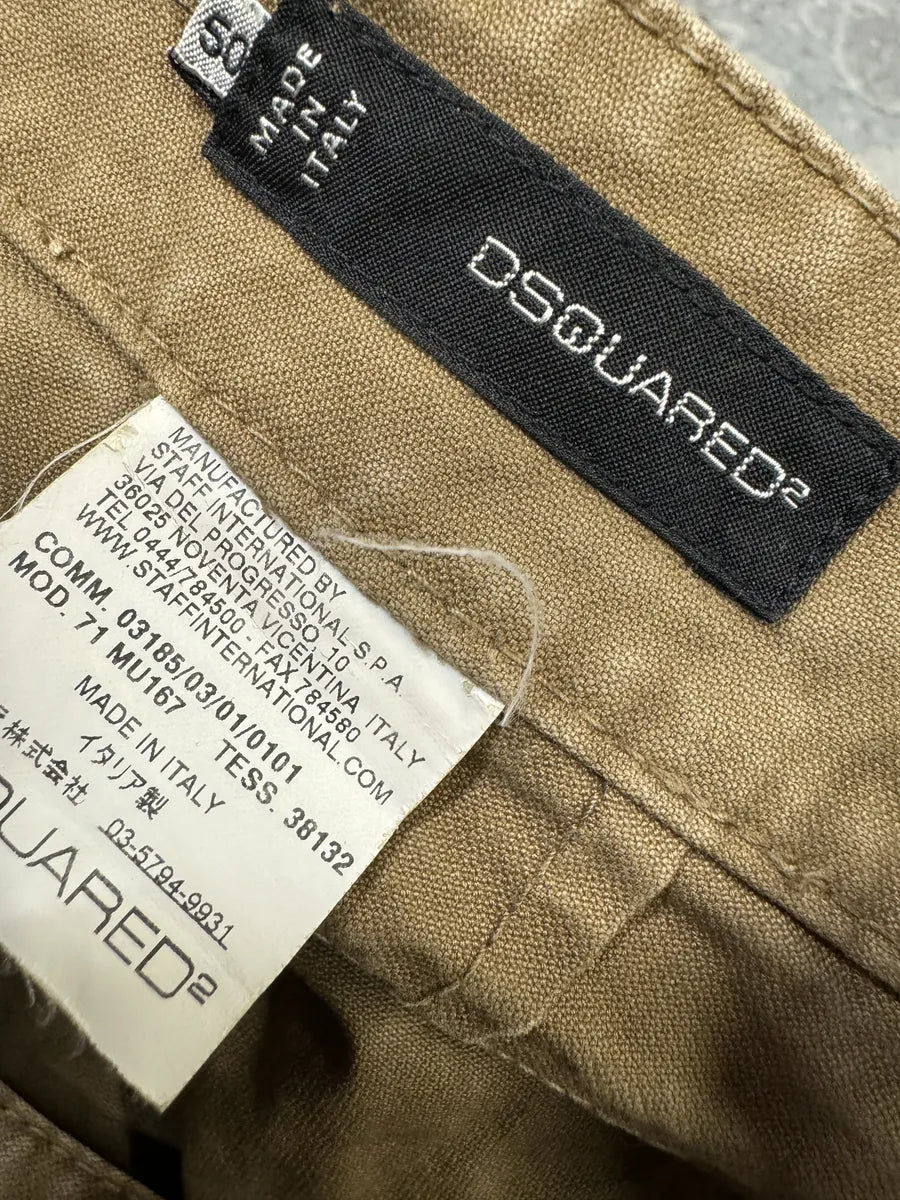 MADE
IN
ITALY
DSQUARED2
MANUFACTURED BY
STAFF INTERNATIONAL S.P.A.
VIA DEL PROGRESSO, 10
36025 NOVENTA VICENTINA ITALY
TEL 0444/784500 - FAX 784580
WWW.STAFFINTERNATIONAL.COM
COMM. 03185/03/01/0101
MOD. 71 MU167 TESS. 38132
MADE IN ITALY
イタリア製
株式会社 03-5794-9931
QUARED2